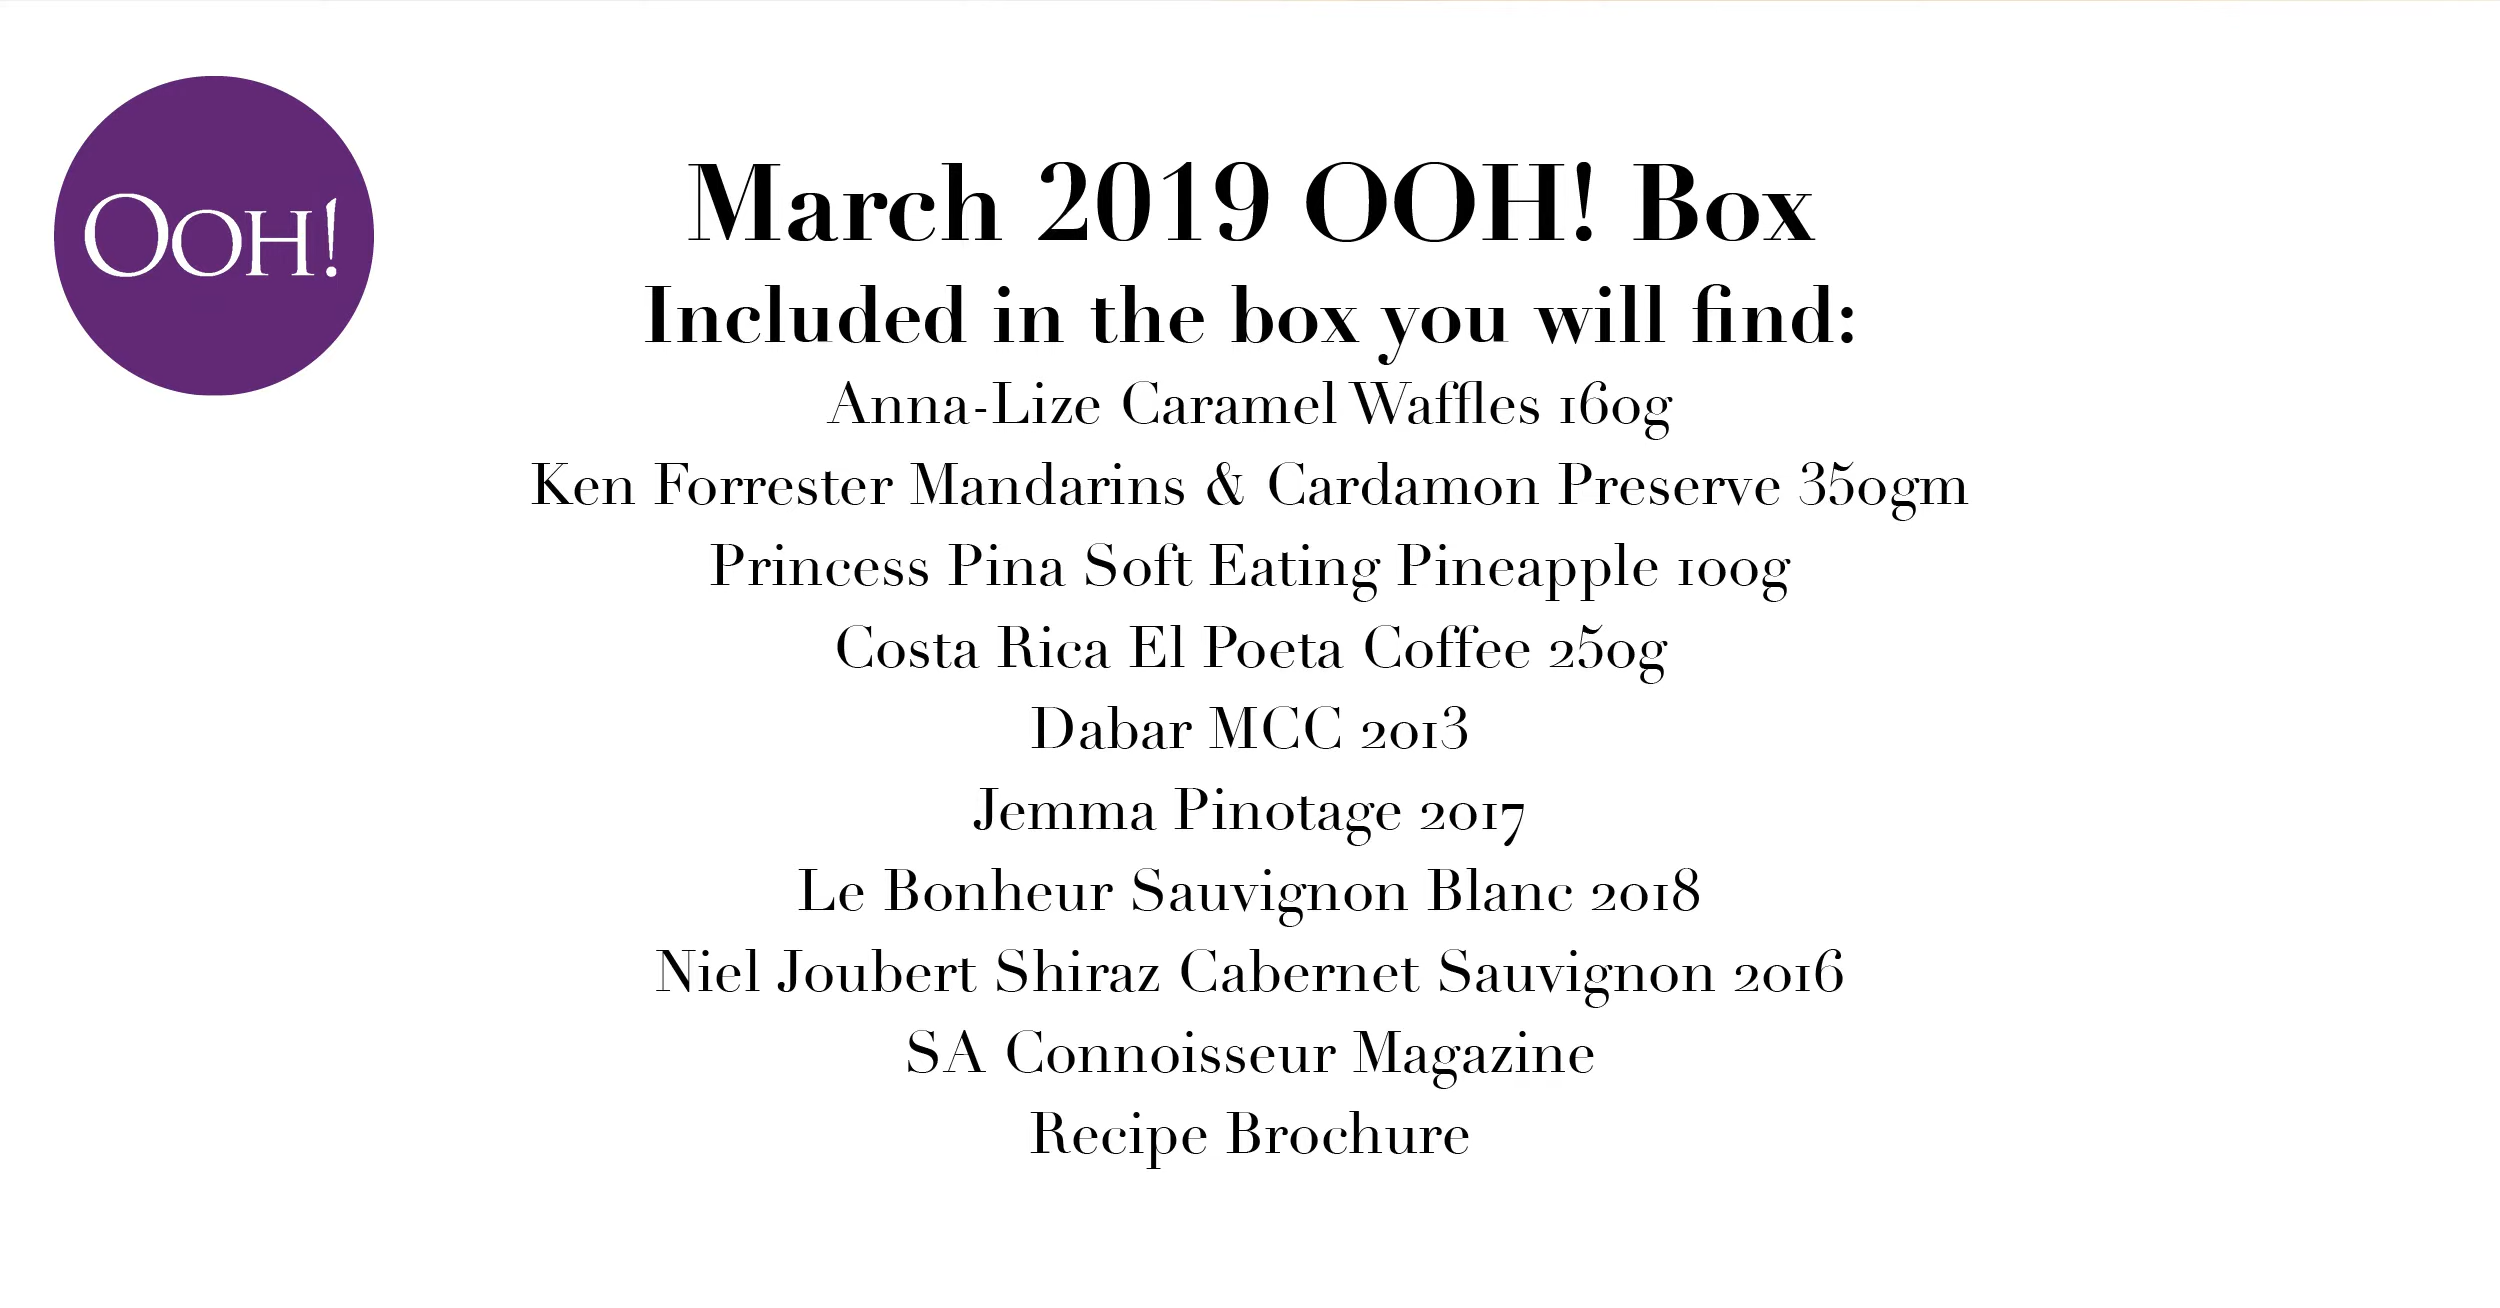 OOH!
March 2019 OOH! Box
Included in the box you will find:
Anna-Lize Caramel Waffles 160g
Ken Forrester Mandarins & Cardamon Preserve 350gm
Princess Pina Soft Eating Pineapple 100g
Costa Rica El Poeta Coffee 250g
Dabar MCC 2013
Jemma Pinotage 2017
Le Bonheur Sauvignon Blanc 2018
Niel Joubert Shiraz Cabernet Sauvignon 2016
SA Connoisseur Magazine
Recipe Brochure